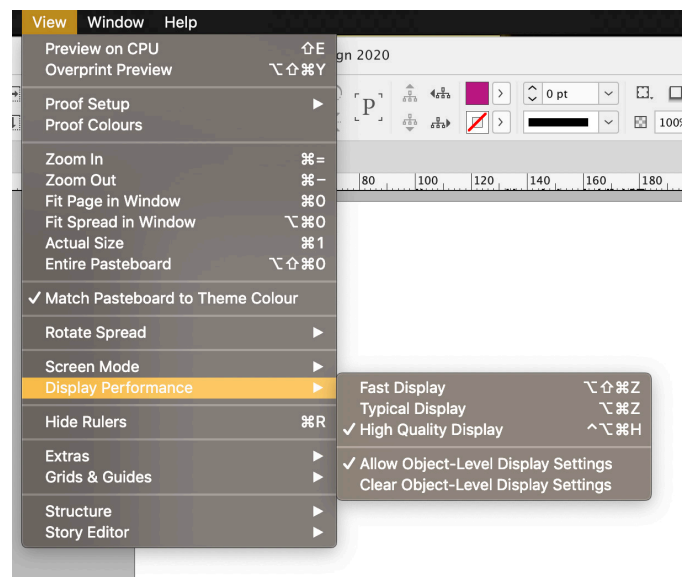 View Window Help
gn 2020
Preview on CPU ⇧E
Overprint Preview ⌥⇧⌘Y
Proof Setup ▶
Proof Colours
Zoom In ⌘=
Zoom Out ⌘−
Fit Page in Window ⌘0
Fit Spread in Window ⌥⌘0
Actual Size ⌘1
Entire Pasteboard ⌥⇧⌘0
✓ Match Pasteboard to Theme Colour
Rotate Spread ▶
Screen Mode ▶
Display Performance ▶
Hide Rulers ⌘R
Extras ▶
Grids & Guides ▶
Structure ▶
Story Editor ▶
P 0 pt
100%
80 100 120 140 160 180
Fast Display ⌥⇧⌘Z
Typical Display ⌥⌘Z
✓ High Quality Display ^⌥⌘H
✓ Allow Object-Level Display Settings
Clear Object-Level Display Settings